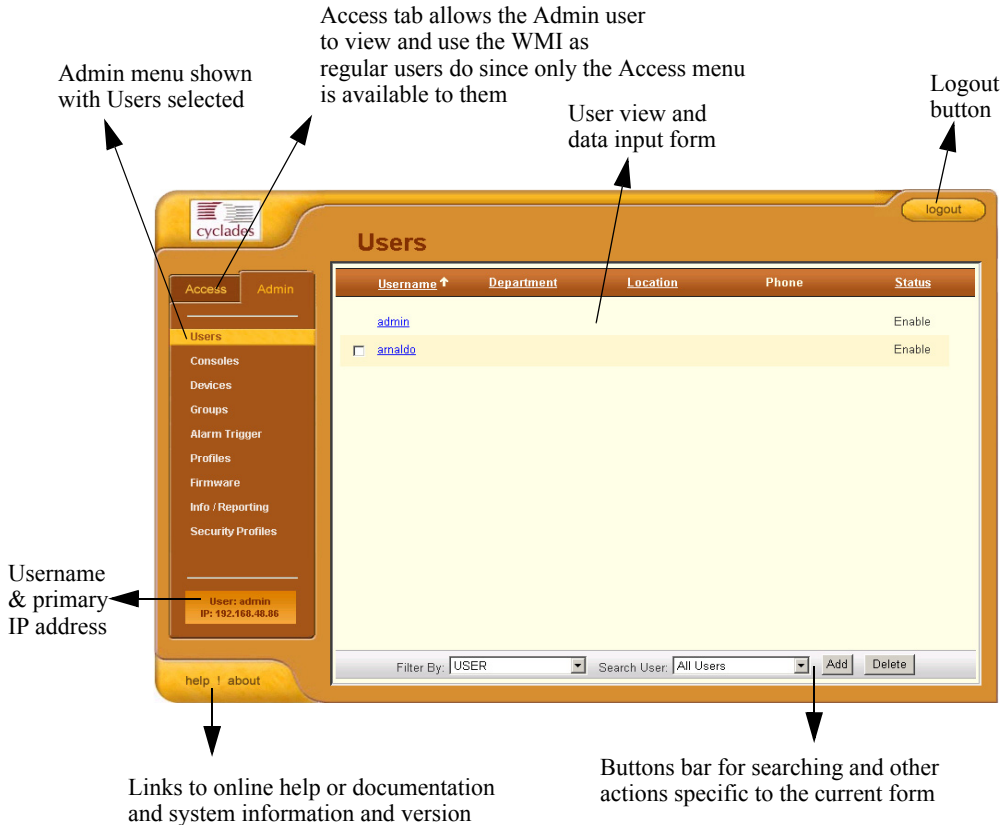 Access tab allows the Admin user
to view and use the WMI as
regular users do since only the Access menu
is available to them
Admin menu shown
with Users selected
User view and
data input form
Logout
button
cyclades
logout
Users
Access Admin
Username Department Location Phone Status
admin Enable
arnaldo Enable
Users
Consoles
Devices
Groups
Alarm Trigger
Profiles
Firmware
Info / Reporting
Security Profiles
Username
& primary
IP address
User: admin
IP: 192.168.48.86
Filter By: USER Search User: All Users Add Delete
help ! about
Links to online help or documentation
and system information and version
Buttons bar for searching and other
actions specific to the current form